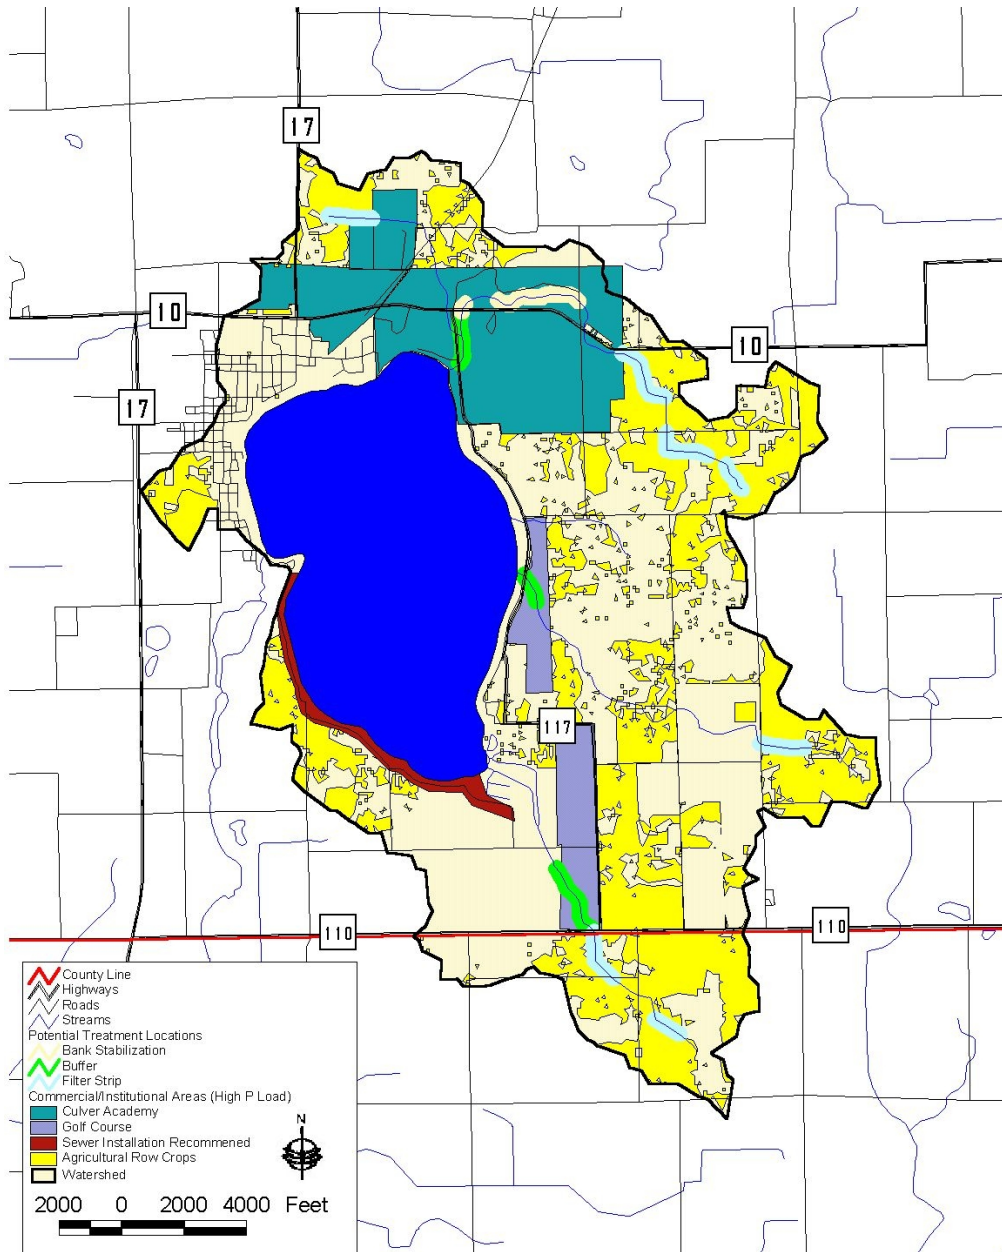 17
10
10
17
117
110
110
County Line
Highways
Roads
Streams
Potential Treatment Locations
Bank Stabilization
Buffer
Filter Strip
Commercial/Institutional Areas (High P Load)
Culver Academy
Golf Course
Sewer Installation Recommened
Agricultural Row Crops
Watershed
N
2000 0 2000 4000 Feet